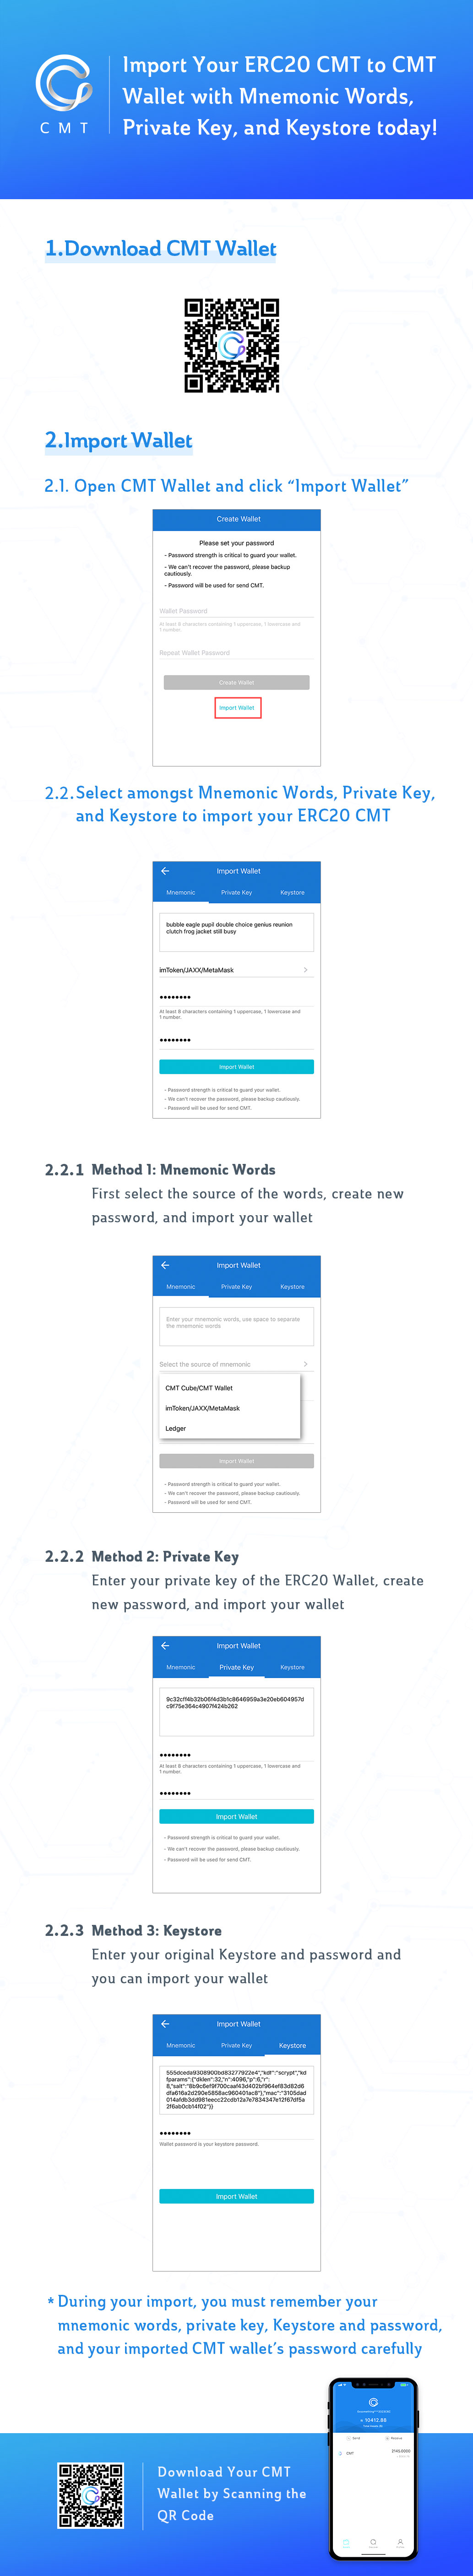 Import Your ERC20 CMT to CMT
Wallet with Mnemonic Words,
Private Key, and Keystore today!
CMT
1.Download CMT Wallet
2.Import Wallet
2.1. Open CMT Wallet and click “Import Wallet”
Create Wallet
Please set your password
- Password strength is critical to guard your wallet.
- We can't recover the password, please backup
cautiously.
- Password will be used for send CMT.
Wallet Password
At least 8 characters containing 1 uppercase, 1 lowercase and
1 number.
Repeat Wallet Password
Create Wallet
Import Wallet
2.2. Select amongst Mnemonic Words, Private Key,
and Keystore to import your ERC20 CMT
Import Wallet
Mnemonic Private Key Keystore
bubble eagle pupil double choice genius reunion
clutch frog jacket still busy
imToken/JAXX/MetaMask
At least 8 characters containing 1 uppercase, 1 lowercase and
1 number.
Import Wallet
- Password strength is critical to guard your wallet.
- We can't recover the password, please backup cautiously.
- Password will be used for send CMT.
2.2.1 Method 1: Mnemonic Words
First select the source of the words, create new
password, and import your wallet
Import Wallet
Mnemonic Private Key Keystore
Enter your mnemonic words, use space to separate
the mnemonic words
Select the source of mnemonic
CMT Cube/CMT Wallet
imToken/JAXX/MetaMask
Ledger
Import Wallet
- Password strength is critical to guard your wallet.
- We can't recover the password, please backup cautiously.
- Password will be used for send CMT.
2.2.2 Method 2: Private Key
Enter your private key of the ERC20 Wallet, create
new password, and import your wallet
Import Wallet
Mnemonic Private Key Keystore
9c32cff4b32b06f4d3b1c8646959a3e20eb604957d
c9f75e364c4907f424b262
At least 8 characters containing 1 uppercase, 1 lowercase and
1 number.
Import Wallet
- Password strength is critical to guard your wallet.
- We can't recover the password, please backup cautiously.
- Password will be used for send CMT.
2.2.3 Method 3: Keystore
Enter your original Keystore and password and
you can import your wallet
Import Wallet
Mnemonic Private Key Keystore
555dceda9308900bd83277922e4","kdf":"scrypt","kd
fparams":{"dklen":32,"n":4096,"p":6,"r":
8,"salt":"8b9c6ef9f700caaf43d402bf964ef83d82d6
dfa616a2d290e5858ac960401ac8"},"mac":"3105dad
014afdb3dd981eecc22cdb12a7e7834347e12f67df5a
2f6ab0cb14f02"}}
Wallet password is your keystore password.
Import Wallet
* During your import, you must remember your
mnemonic words, private key, Keystore and password,
and your imported CMT wallet’s password carefully
≈ 10412.88
Send Receive
CMT 2745.0000
Download Your CMT
Wallet by Scanning the
QR Code